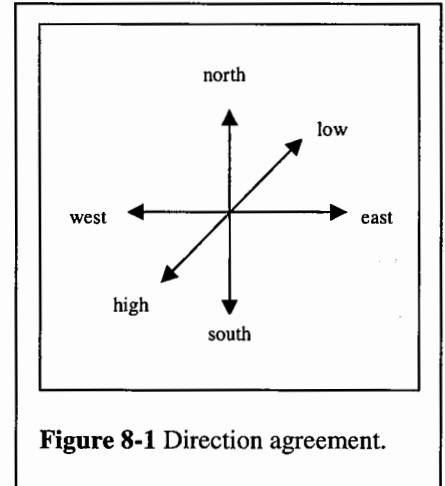 north
low
west
east
high
south
Figure 8-1 Direction agreement.